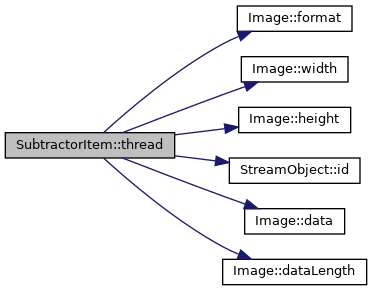 Image::format
Image::width
Image::height
SubtractorItem::thread
StreamObject::id
Image::data
Image::dataLength